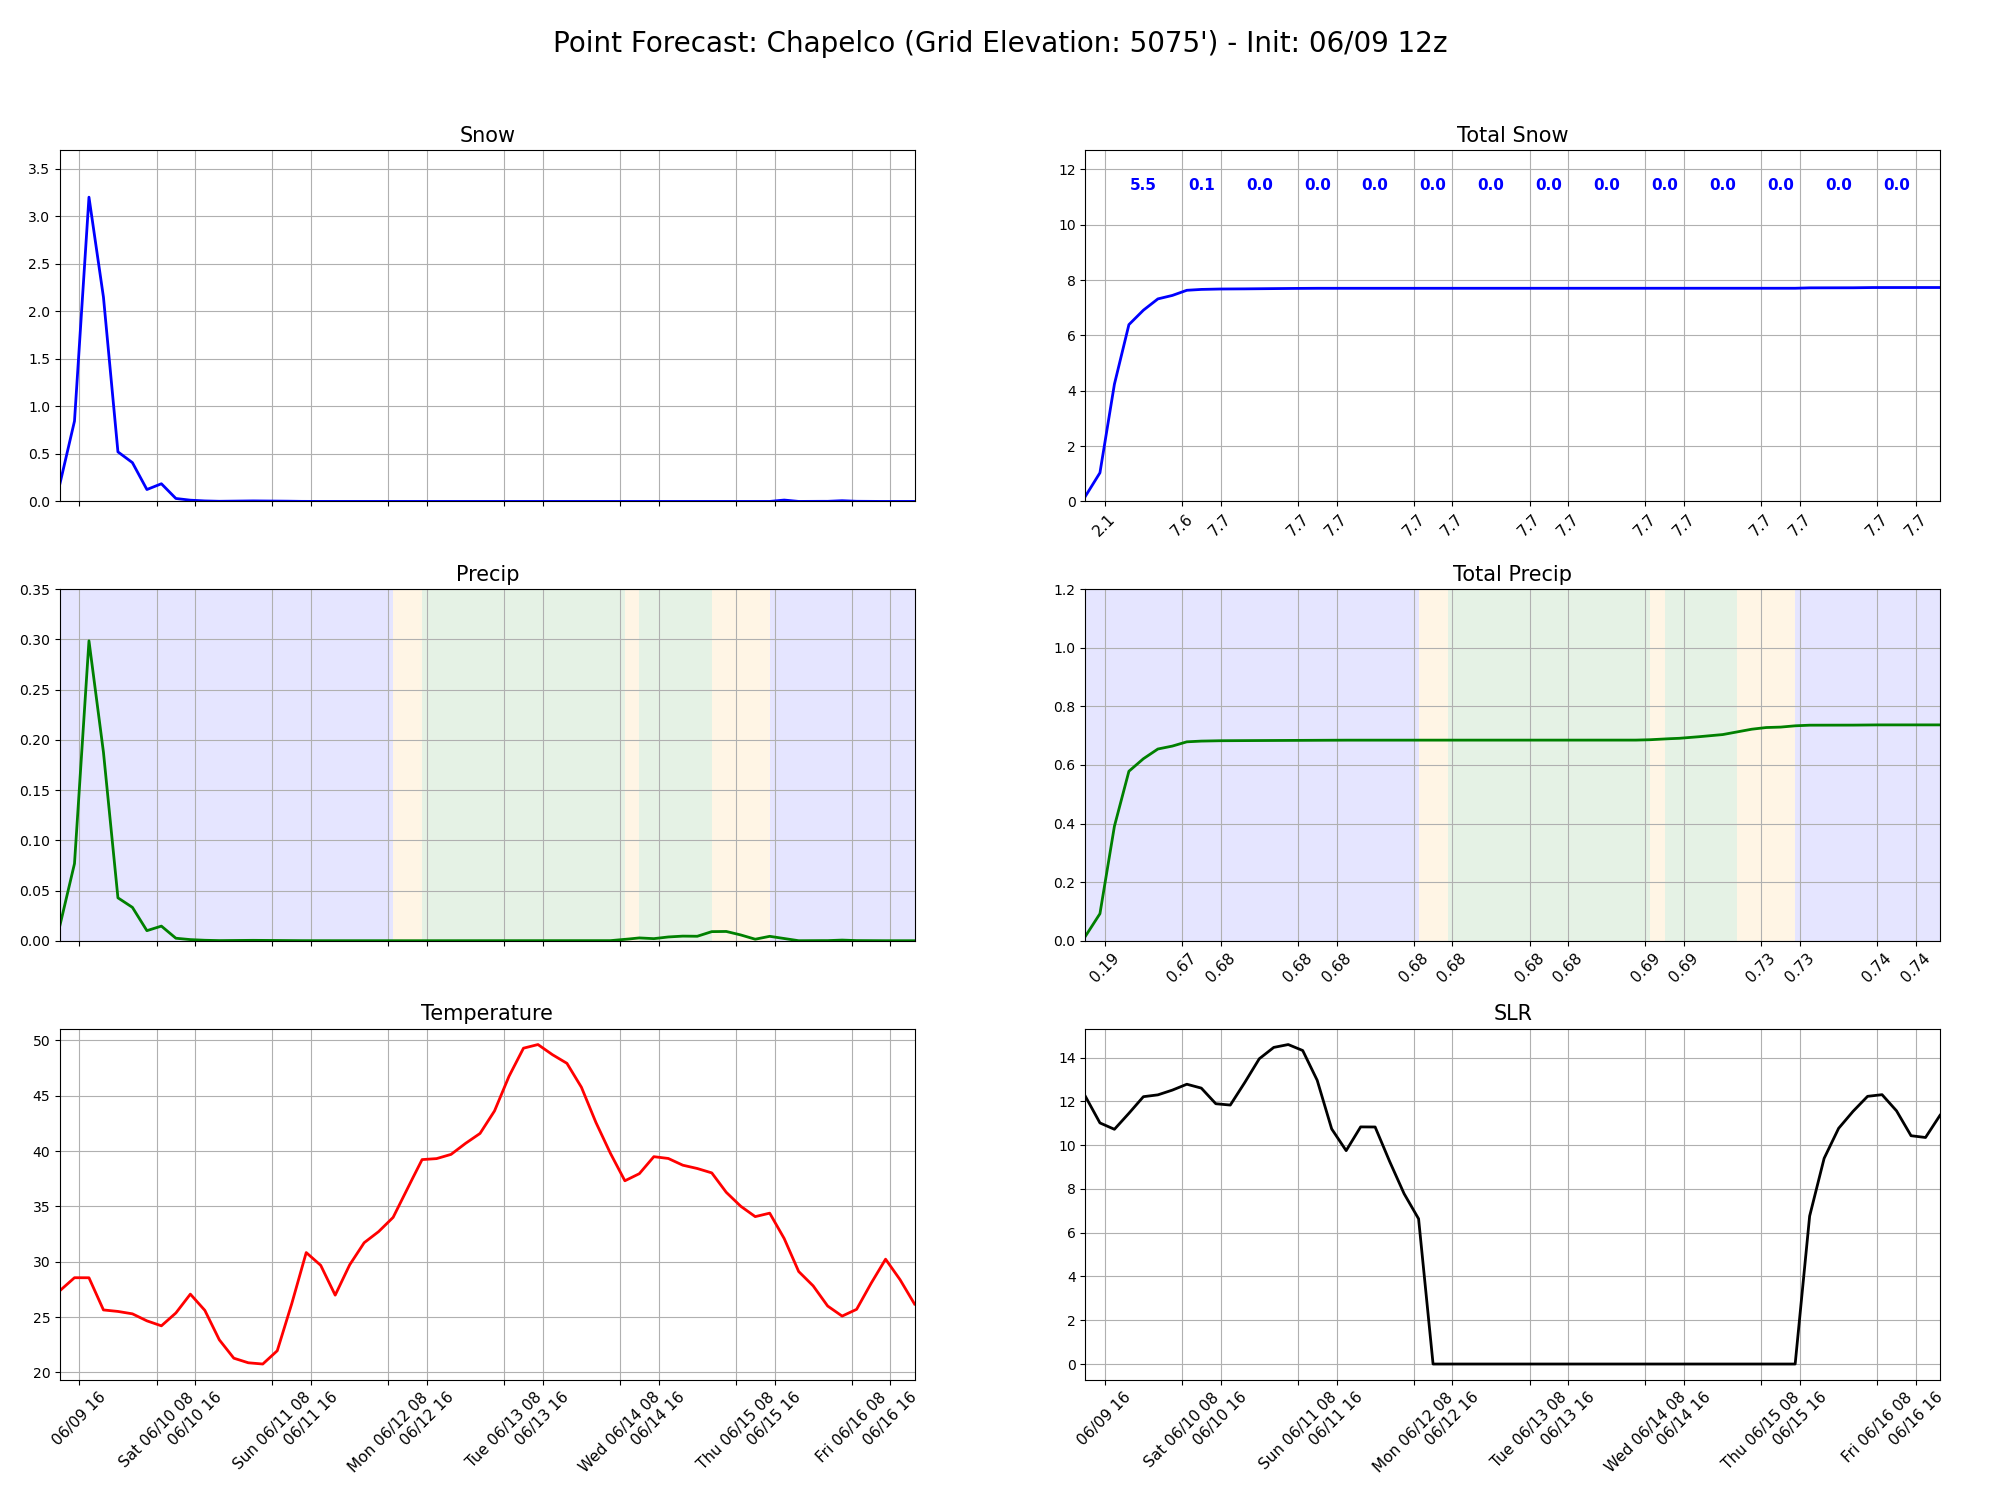 Point Forecast: Chapelco (Grid Elevation: 5075') - Init: 06/09 12z
Snow
3.5
3.0
2.5
2.0
1.5
1.0
0.5
0.0
Total Snow
12
10
8
6
4
2
0
5.5 0.1 0.0 0.0 0.0 0.0 0.0 0.0 0.0 0.0 0.0 0.0 0.0 0.0
2.1 7.6 7.7 7.7 7.7 7.7 7.7 7.7 7.7 7.7 7.7 7.7 7.7 7.7 7.7
Precip
0.35
0.30
0.25
0.20
0.15
0.10
0.05
0.00
Total Precip
1.2
1.0
0.8
0.6
0.4
0.2
0.0
0.19 0.67 0.68 0.68 0.68 0.68 0.68 0.68 0.68 0.69 0.69 0.73 0.73 0.74 0.74
Temperature
50
45
40
35
30
25
20
06/09 16
Sat 06/10 08
06/10 16
Sun 06/11 08
06/11 16
Mon 06/12 08
06/12 16
Tue 06/13 08
06/13 16
Wed 06/14 08
06/14 16
Thu 06/15 08
06/15 16
Fri 06/16 08
06/16 16
SLR
14
12
10
8
6
4
2
0
06/09 16
Sat 06/10 08
06/10 16
Sun 06/11 08
06/11 16
Mon 06/12 08
06/12 16
Tue 06/13 08
06/13 16
Wed 06/14 08
06/14 16
Thu 06/15 08
06/15 16
Fri 06/16 08
06/16 16